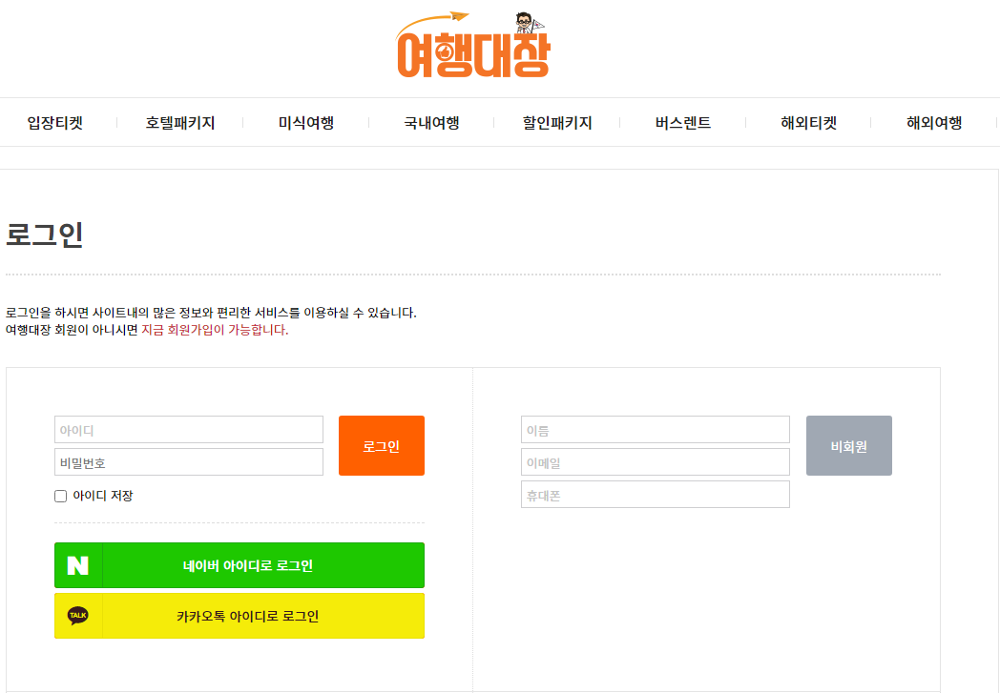 여행대장
입장티켓 호텔패키지 미식여행 국내여행 할인패키지 버스렌트 해외티켓 해외여행
로그인
로그인을 하시면 사이트내의 많은 정보와 편리한 서비스를 이용하실 수 있습니다.
여행대장 회원이 아니시면 지금 회원가입이 가능합니다.
아이디
비밀번호
로그인
아이디 저장
N 네이버 아이디로 로그인
TALK 카카오톡 아이디로 로그인
이름
이메일
휴대폰
비회원